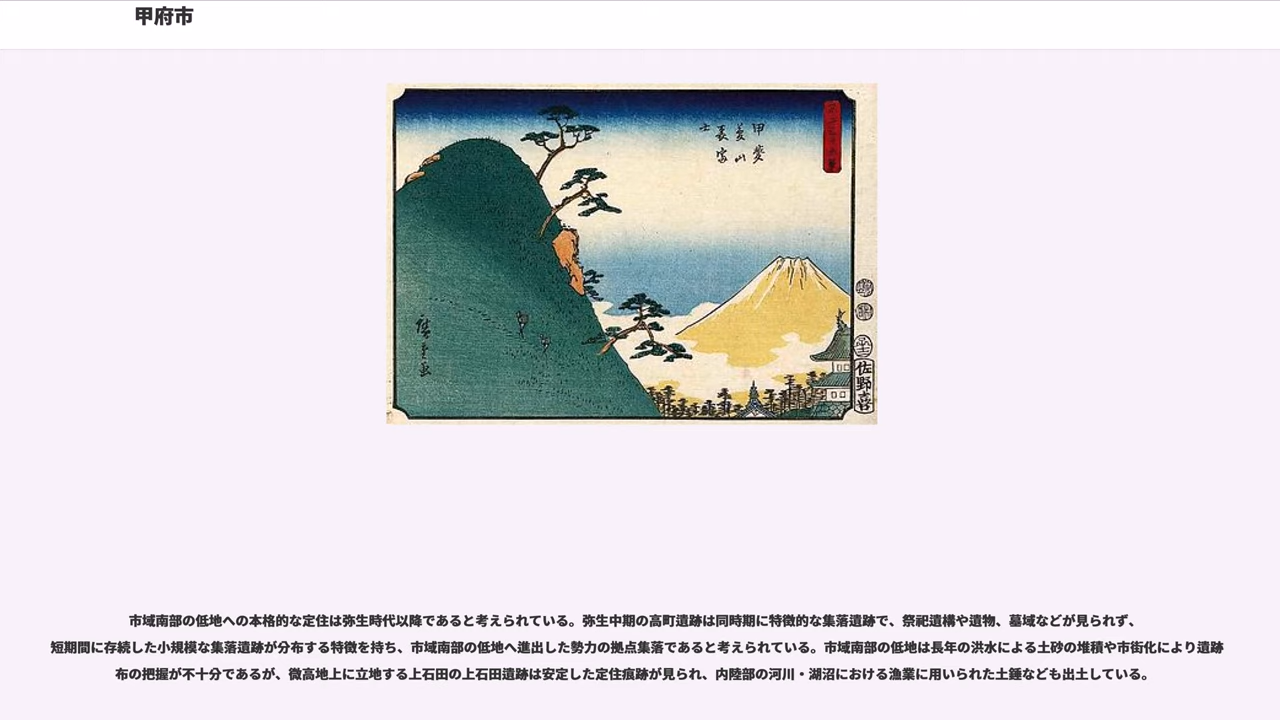 甲府市
甲斐
夢山
裏富
士
佐野喜
市域南部の低地への本格的な定住は弥生時代以降であると考えられている。弥生中期の高町遺跡は同時期に特徴的な集落遺跡で、祭祀遺構や遺物、墓域などが見られず、
短期間に存続した小規模な集落遺跡が分布する特徴を持ち、市域南部の低地へ進出した勢力の拠点集落であると考えられている。市域南部の低地は長年の洪水による土砂の堆積や市街化により遺跡
布の把握が不十分であるが、微高地上に立地する上石田の上石田遺跡は安定した定住痕跡が見られ、内陸部の河川・湖沼における漁業に用いられた土錘なども出土している。